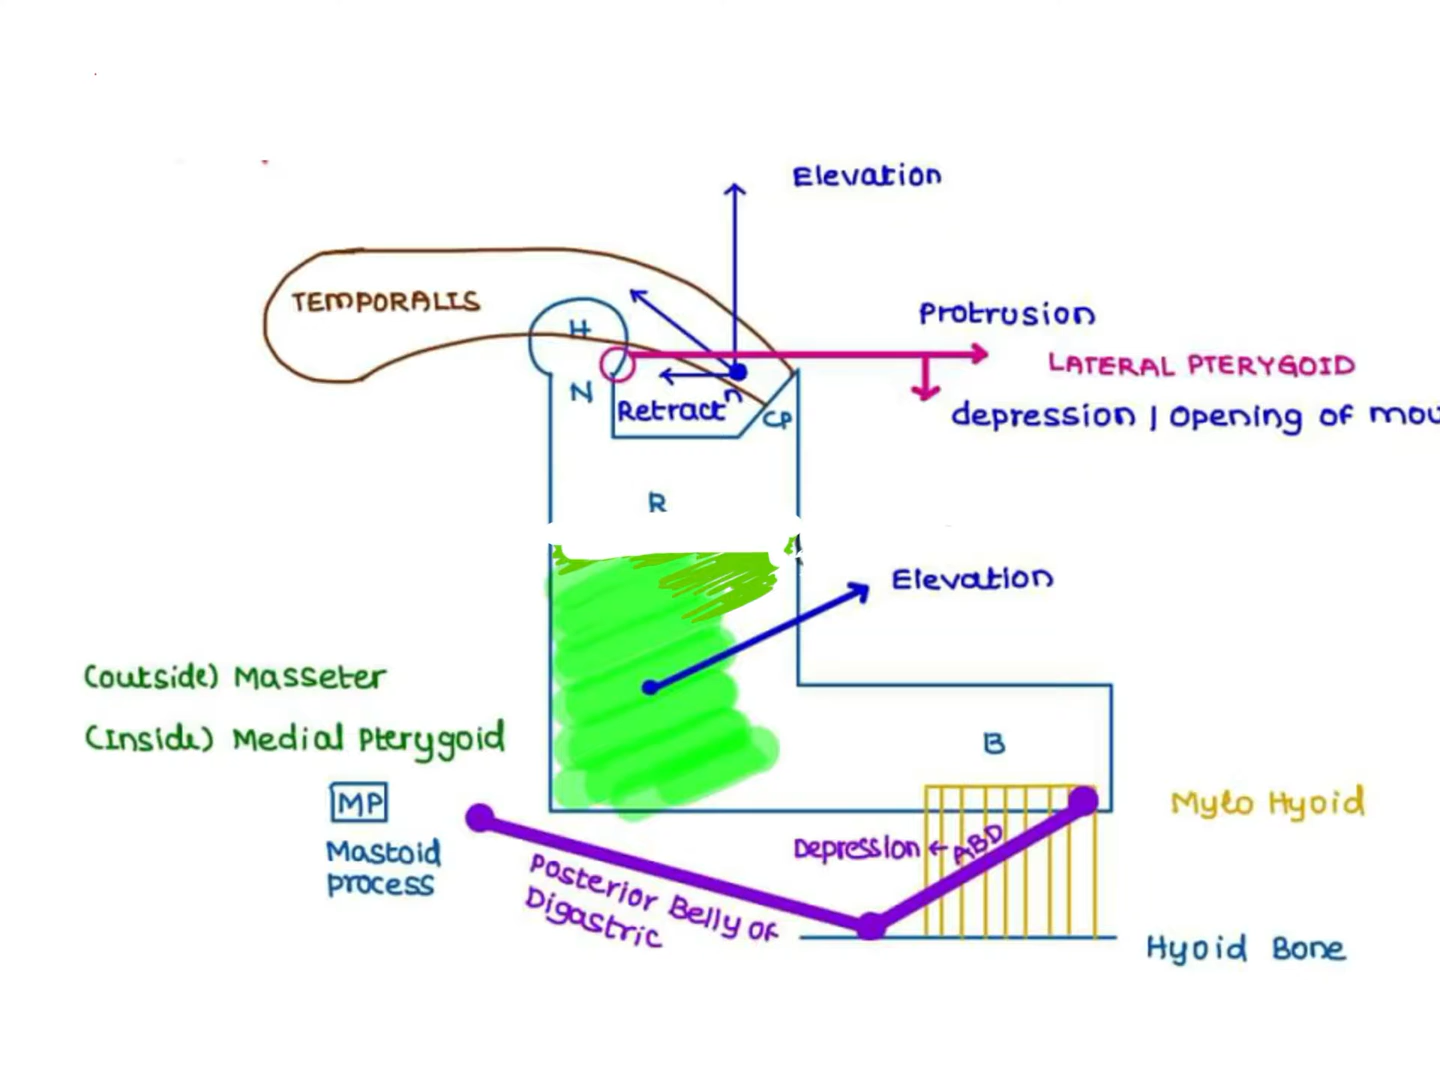 Elevation
TEMPORALIS
H
Protrusion
LATERAL PTERYGOID
N
Retractⁿ
CP
depression / Opening of mou
R
Elevation
(outside) Masseter
(Inside) Medial Pterygoid
B
MP
Mylo Hyoid
Mastoid
process
Depression ← ABD
Posterior Belly of
Digastric
Hyoid Bone